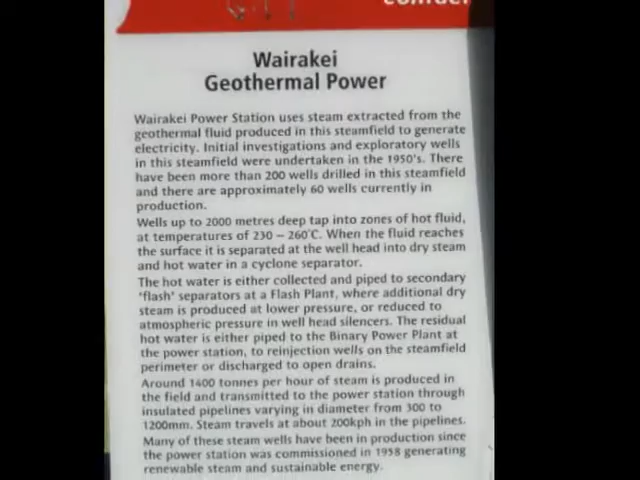 contact
Wairakei
Geothermal Power
Wairakei Power Station uses steam extracted from the
geothermal fluid produced in this steamfield to generate
electricity. Initial investigations and exploratory wells
in this steamfield were undertaken in the 1950's. There
have been more than 200 wells drilled in this steamfield
and there are approximately 60 wells currently in
production.
Wells up to 2000 metres deep tap into zones of hot fluid,
at temperatures of 230 – 260°C. When the fluid reaches
the surface it is separated at the well head into dry steam
and hot water in a cyclone separator.
The hot water is either collected and piped to secondary
'flash' separators at a Flash Plant, where additional dry
steam is produced at lower pressure, or reduced to
atmospheric pressure in well head silencers. The residual
hot water is either piped to the Binary Power Plant at
the power station, to reinjection wells on the steamfield
perimeter or discharged to open drains.
Around 1400 tonnes per hour of steam is produced in
the field and transmitted to the power station through
insulated pipelines varying in diameter from 300 to
1200mm. Steam travels at about 200kph in the pipelines.
Many of these steam wells have been in production since
the power station was commissioned in 1958 generating
renewable steam and sustainable energy.